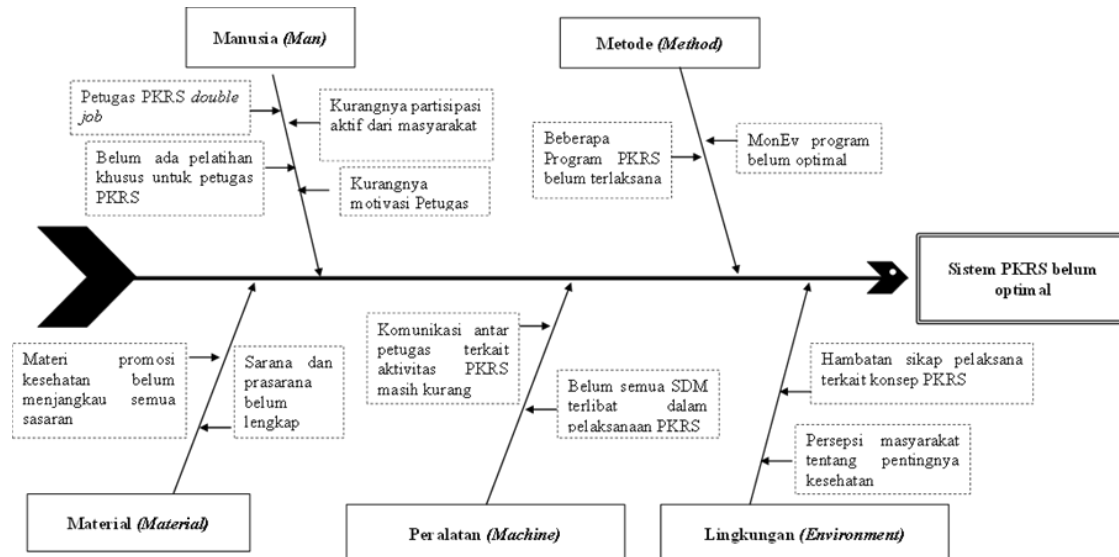 Manusia (Man)
Metode (Method)
Petugas PKRS double
job
Kurangnya partisipasi
aktif dari masyarakat
Belum ada pelatihan
khusus untuk petugas
PKRS
Kurangnya
motivasi Petugas
Beberapa
Program PKRS
belum terlaksana
MonEv program
belum optimal
Sistem PKRS belum
optimal
Materi promosi
kesehatan belum
menjangkau semua
sasaran
Sarana dan
prasarana
belum
lengkap
Komunikasi antar
petugas terkait
aktivitas PKRS
masih kurang
Belum semua SDM
terlibat dalam
pelaksanaan PKRS
Hambatan sikap pelaksana
terkait konsep PKRS
Persepsi masyarakat
tentang pentingnya
kesehatan
Material (Material)
Peralatan (Machine)
Lingkungan (Environment)